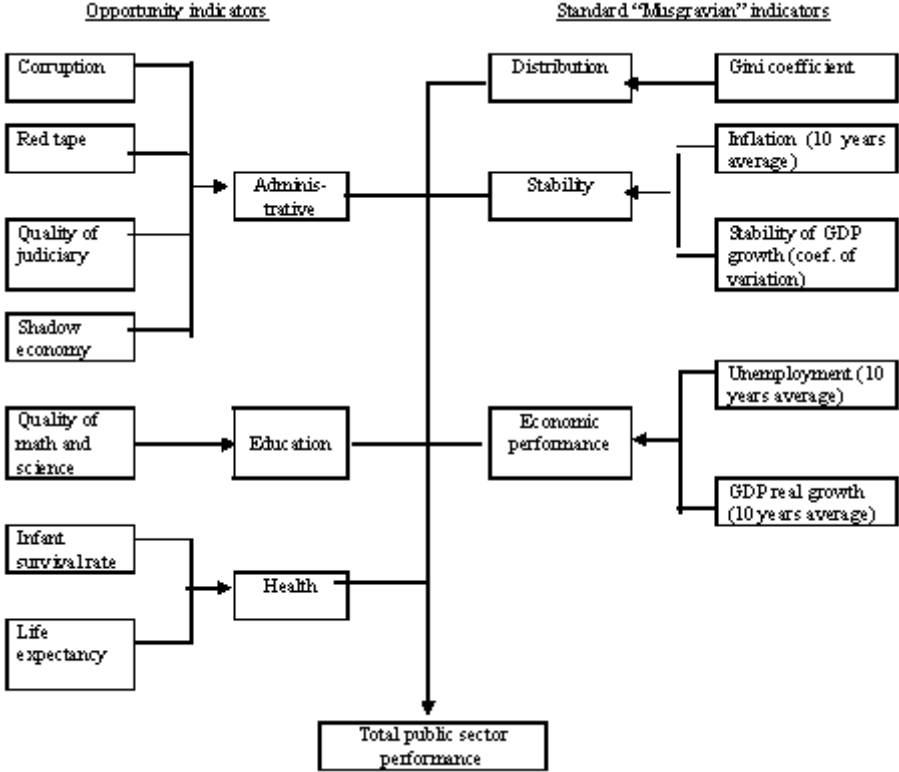 Opportunity indicators
Standard “Musgravian” indicators
Corruption
Distribution
Gini coefficient
Red tape
Inflation (10 years
average)
Adminis-
trative
Stability
Quality of
judiciary
Stability of GDP
growth (coef. of
variation)
Shadow
economy
Unemployment (10
years average)
Quality of
math and
science
Education
Economic
performance
GDP real growth
(10 years average)
Infant
survival rate
Health
Life
expectancy
Total public sector
performance